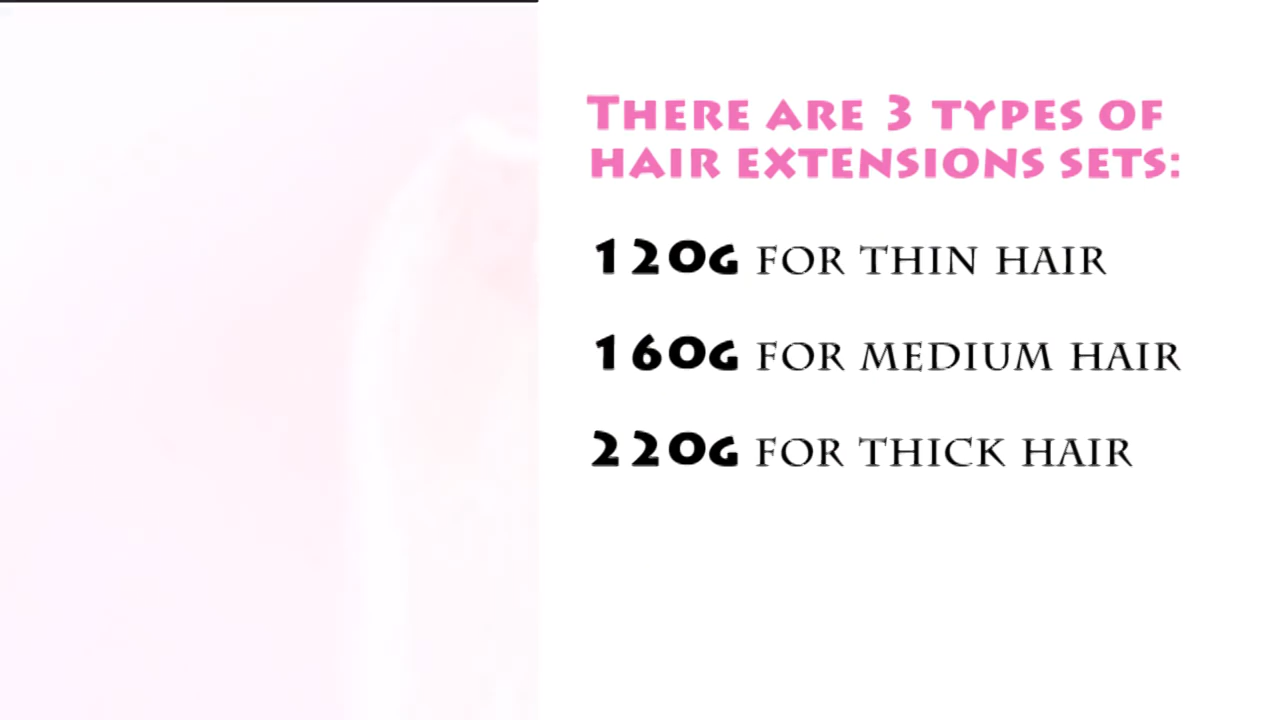 THERE ARE 3 TYPES OF
HAIR EXTENSIONS SETS:
120G FOR THIN HAIR
160G FOR MEDIUM HAIR
220G FOR THICK HAIR